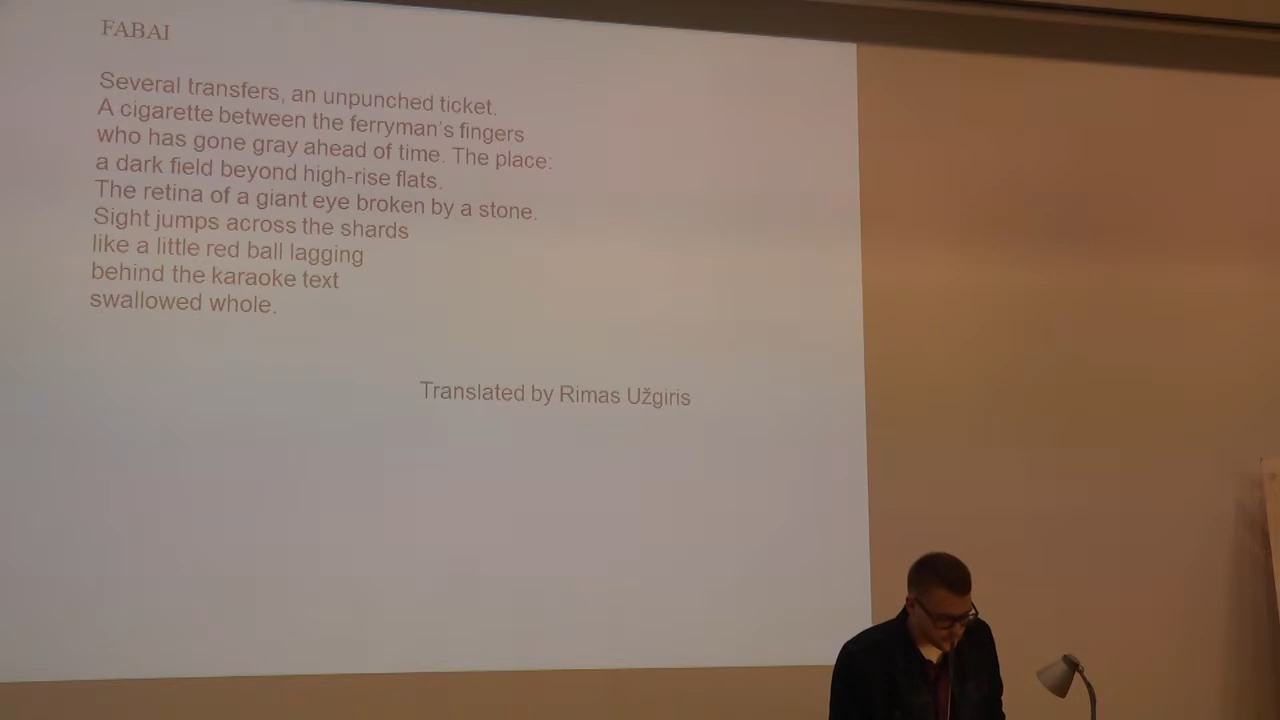 FABAI
Several transfers, an unpunched ticket.
A cigarette between the ferryman's fingers
who has gone gray ahead of time. The place:
a dark field beyond high-rise flats.
The retina of a giant eye broken by a stone.
Sight jumps across the shards
like a little red ball lagging
behind the karaoke text
swallowed whole.
Translated by Rimas Užgiris